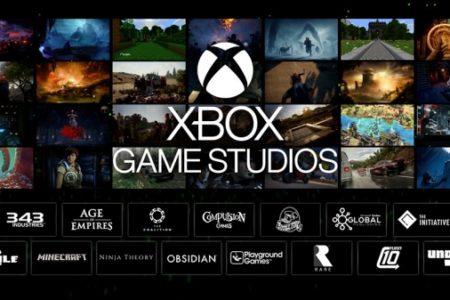 XBOX
GAME STUDIOS
343
INDUSTRIES
AGE
OF
EMPIRES
THE
COALITION
COMPULSION
GAMES
GLOBAL
THE
INITIATIVE
MINECRAFT
NINJA THEORY
OBSIDIAN
Playground
Games
RARE
10
UND